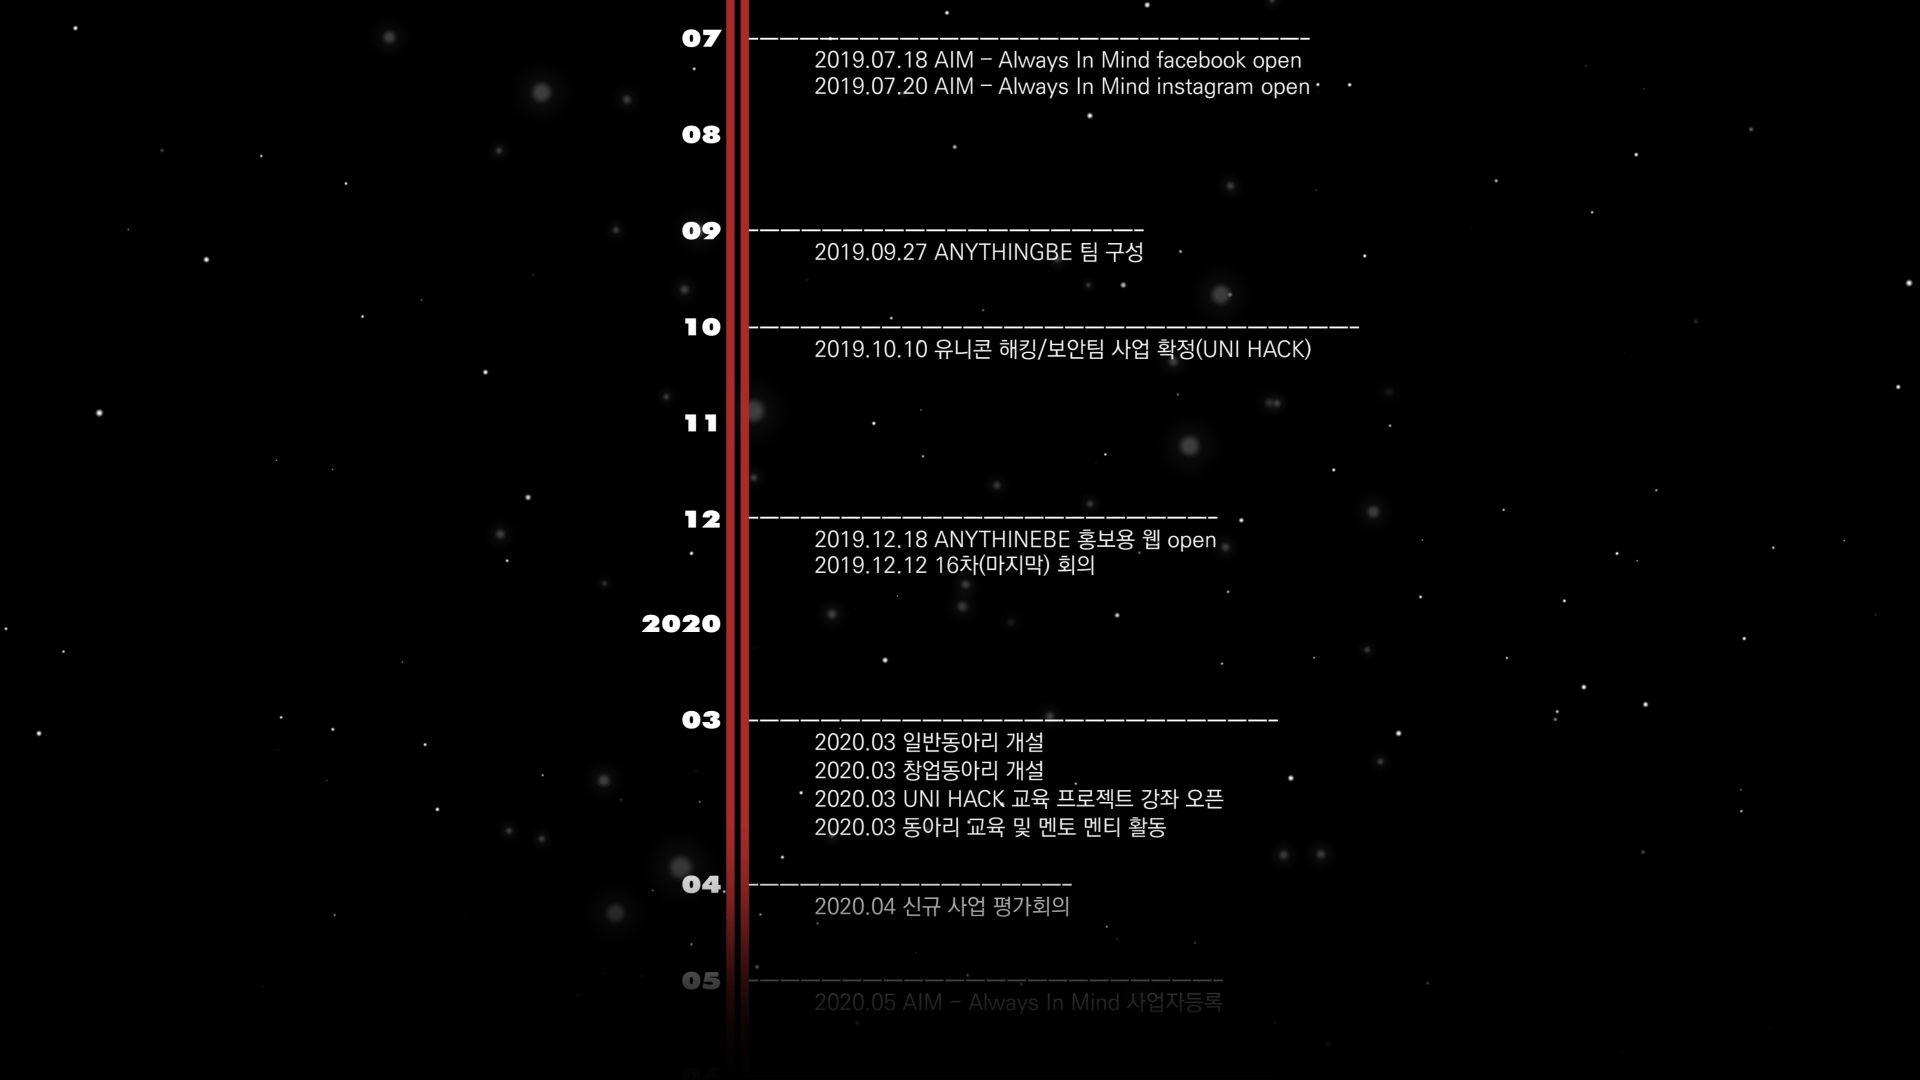 07
2019.07.18 AIM - Always In Mind facebook open
2019.07.20 AIM - Always In Mind instagram open
08
09
2019.09.27 ANYTHINGBE 팀 구성
10
2019.10.10 유니콘 해킹/보안팀 사업 확정(UNI HACK)
11
12
2019.12.18 ANYTHINEBE 홍보용 웹 open
2019.12.12 16차(마지막) 회의
2020
03
2020.03 일반동아리 개설
2020.03 창업동아리 개설
2020.03 UNI HACK 교육 프로젝트 강좌 오픈
2020.03 동아리 교육 및 멘토 멘티 활동
04
2020.04 신규 사업 평가회의
05
2020.05 AIM - Always In Mind 사업자등록